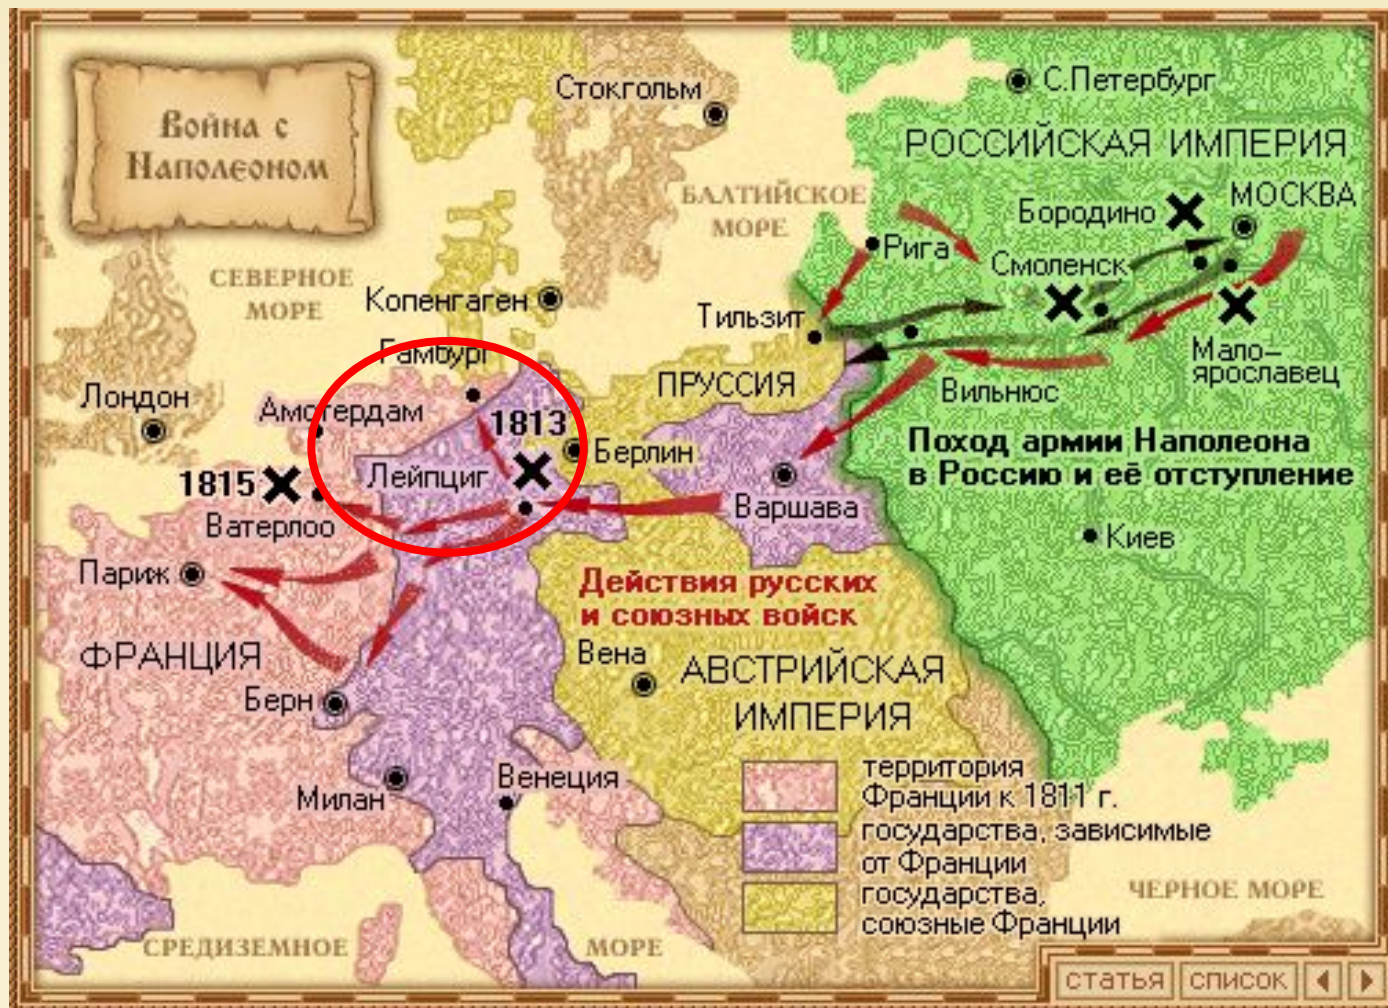 Война с
Наполеоном
Стокгольм
С.Петербург
РОССИЙСКАЯ ИМПЕРИЯ
БАЛТИЙСКОЕ
МОРЕ
Бородино
МОСКВА
Рига
Смоленск
СЕВЕРНОЕ
МОРЕ
Копенгаген
Тильзит
Гамбург
Мало–
ярославец
ПРУССИЯ
Вильнюс
Лондон
Амстердам
1813
Берлин
Поход армии Наполеона
в Россию и её отступление
Лейпциг
1815
Ватерлоо
Варшава
Киев
Париж
Действия русских
и союзных войск
ФРАНЦИЯ
Вена
АВСТРИЙСКАЯ
ИМПЕРИЯ
Берн
Милан
Венеция
территория
Франции к 1811 г.
государства, зависимые
от Франции
государства,
союзные Франции
ЧЕРНОЕ МОРЕ
СРЕДИЗЕМНОЕ
МОРЕ
статья
список